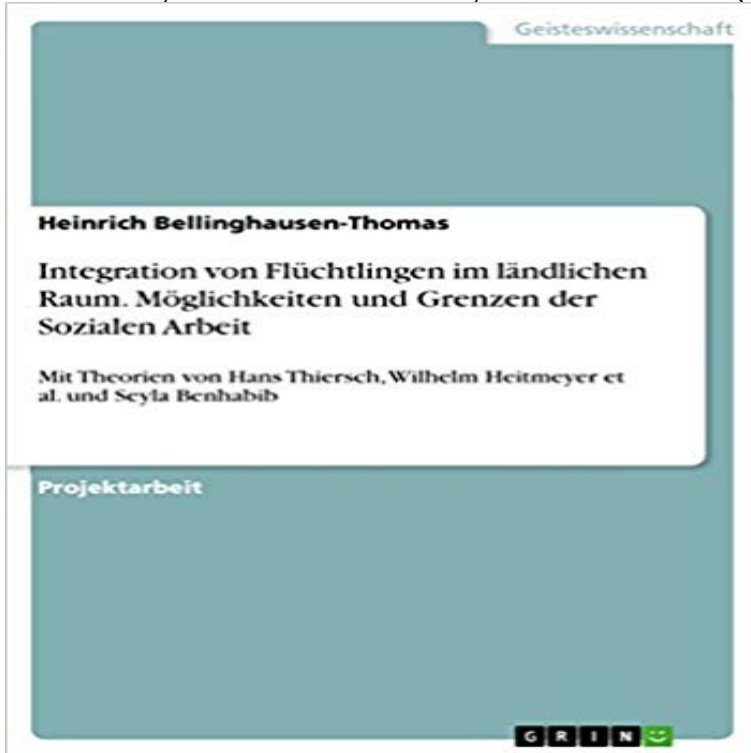 Geisteswissenschaft
Heinrich Bellinghausen-Thomas
Integration von Flüchtlingen im ländlichen
Raum. Möglichkeiten und Grenzen der
Sozialen Arbeit
Mit Theorien von Hans Thiersch, Wilhelm Heitmeyer et
al. und Seyla Benhabib
Projektarbeit
G R I N